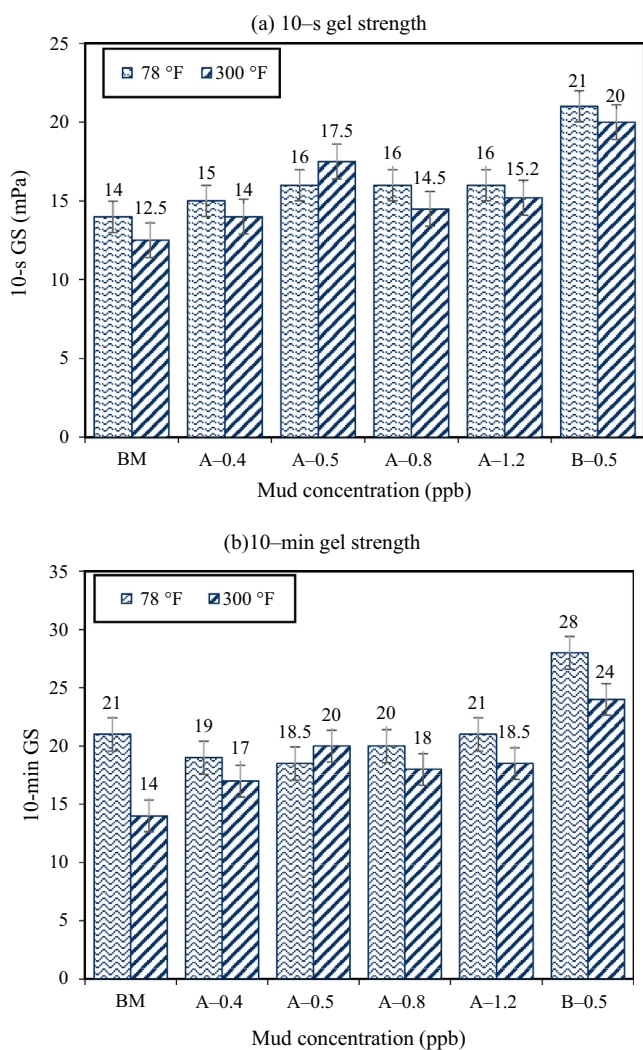 (a) 10–s gel strength
25
20
15
10
5
0
10-s GS (mPa)
78 °F 300 °F
14 12.5 15 14 16 17.5 16 14.5 16 15.2 21 20
BM A–0.4 A–0.5 A–0.8 A–1.2 B–0.5
Mud concentration (ppb)
(b)10–min gel strength
35
30
25
20
15
10
5
0
10-min GS
78 °F 300 °F
21 14 19 17 18.5 20 20 18 21 18.5 28 24
BM A–0.4 A–0.5 A–0.8 A–1.2 B–0.5
Mud concentration (ppb)